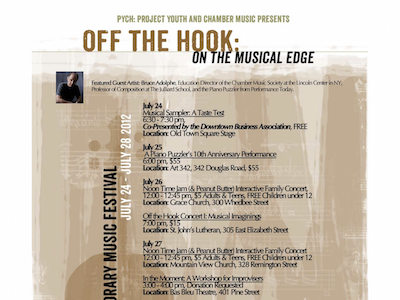 PYCH: PROJECT YOUTH AND CHAMBER MUSIC PRESENTS
OFF THE HOOK:
ON THE MUSICAL EDGE
Featured Guest Artist: Bruce Adolphe, Education Director of the Chamber Music Society at the Lincoln Center in NY,
Professor of Composition at The Juilliard School, and the Piano Puzzler from Performance Today.
ORARY MUSIC FESTIVAL
JULY 24 - JULY 28 2012
July 24
Musical Sampler: A Taste Test
6:30 - 7:30 pm,
Co-Presented by the Downtown Business Association, FREE
Location: Old Town Square Stage
July 25
A Piano Puzzler's 10th Anniversary Performance
6:00 pm, $55
Location: Art 342, 342 Douglas Road, $55
July 26
Noon Time Jam (& Peanut Butter) Interactive Family Concert,
12:00 - 12:45 pm, $5 Adults & Teens, FREE Children under 12
Location: Grace Church, 300 Whedbee Street
Off the Hook Concert I: Musical Imaginings
7:00 pm, $15
Location: St. John's Lutheran, 305 East Elizabeth Street
July 27
Noon Time Jam (& Peanut Butter) Interactive Family Concert
12:00 - 12:45 pm, $5 Adults & Teens, FREE Children under 12
Location: Mountain View Church, 328 Remington Street
In the Moment: A Workshop for Improvisers
3:00 - 4:00 pm, Donation Requested
Location: Bas Bleu Theatre, 401 Pine Street